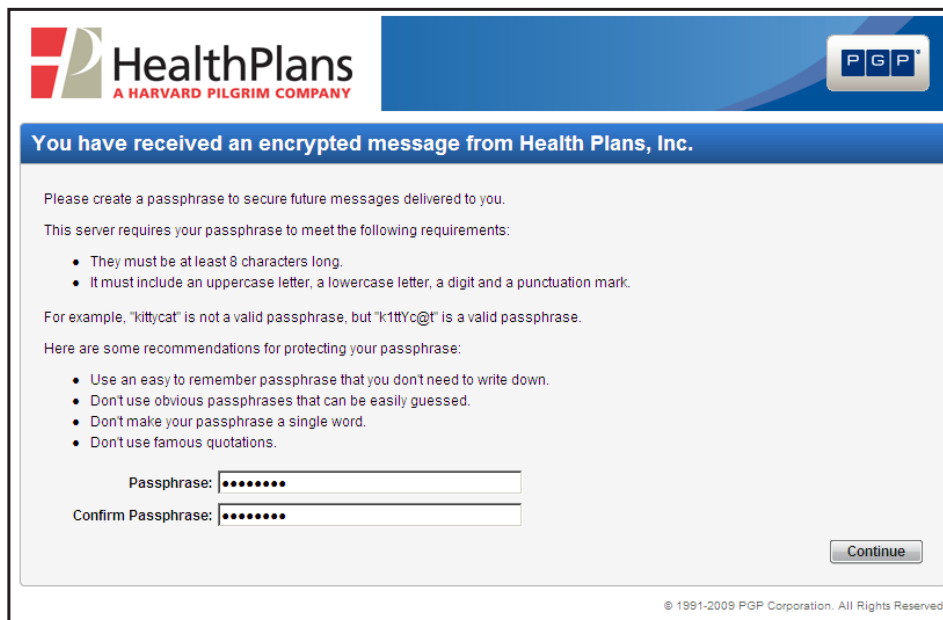 HealthPlans
A HARVARD PILGRIM COMPANY
PGP®
You have received an encrypted message from Health Plans, Inc.
Please create a passphrase to secure future messages delivered to you.
This server requires your passphrase to meet the following requirements:
• They must be at least 8 characters long.
• It must include an uppercase letter, a lowercase letter, a digit and a punctuation mark.
For example, "kittycat" is not a valid passphrase, but "k1ttYc@t" is a valid passphrase.
Here are some recommendations for protecting your passphrase:
• Use an easy to remember passphrase that you don't need to write down.
• Don't use obvious passphrases that can be easily guessed.
• Don't make your passphrase a single word.
• Don't use famous quotations.
Passphrase: ••••••••
Confirm Passphrase: ••••••••
Continue
© 1991-2009 PGP Corporation. All Rights Reserved